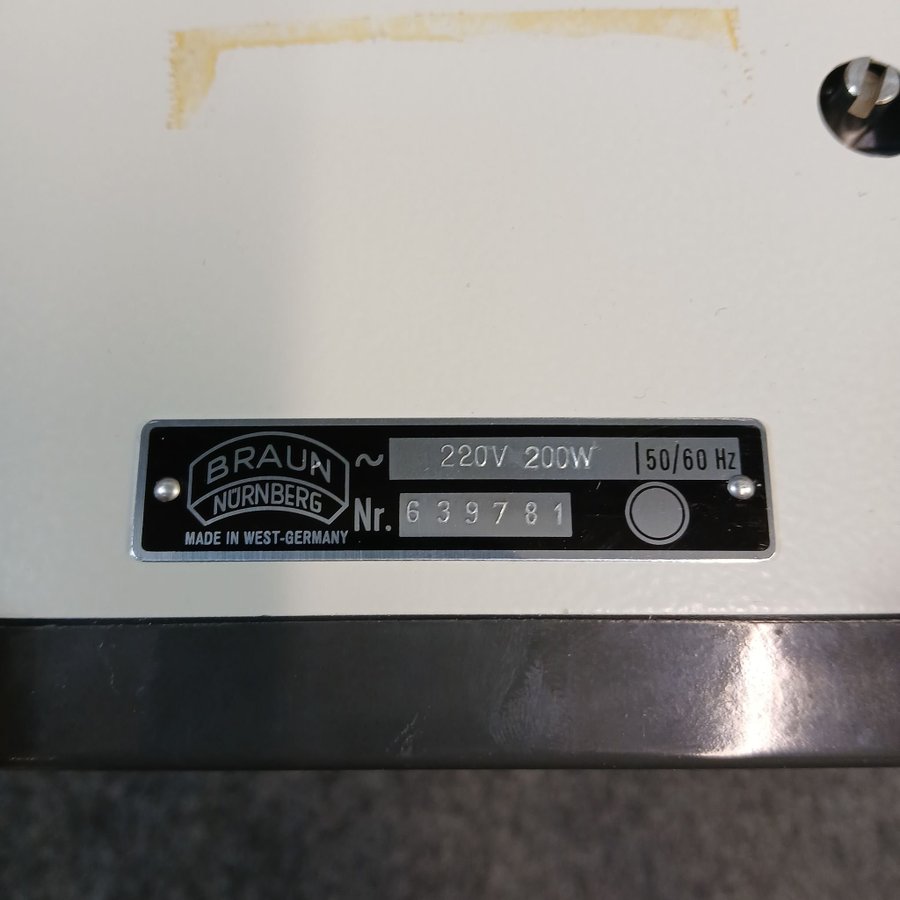 BRAUN
NÜRNBERG
MADE IN WEST-GERMANY
~ 220V 200W 50/60 Hz
Nr. 639781